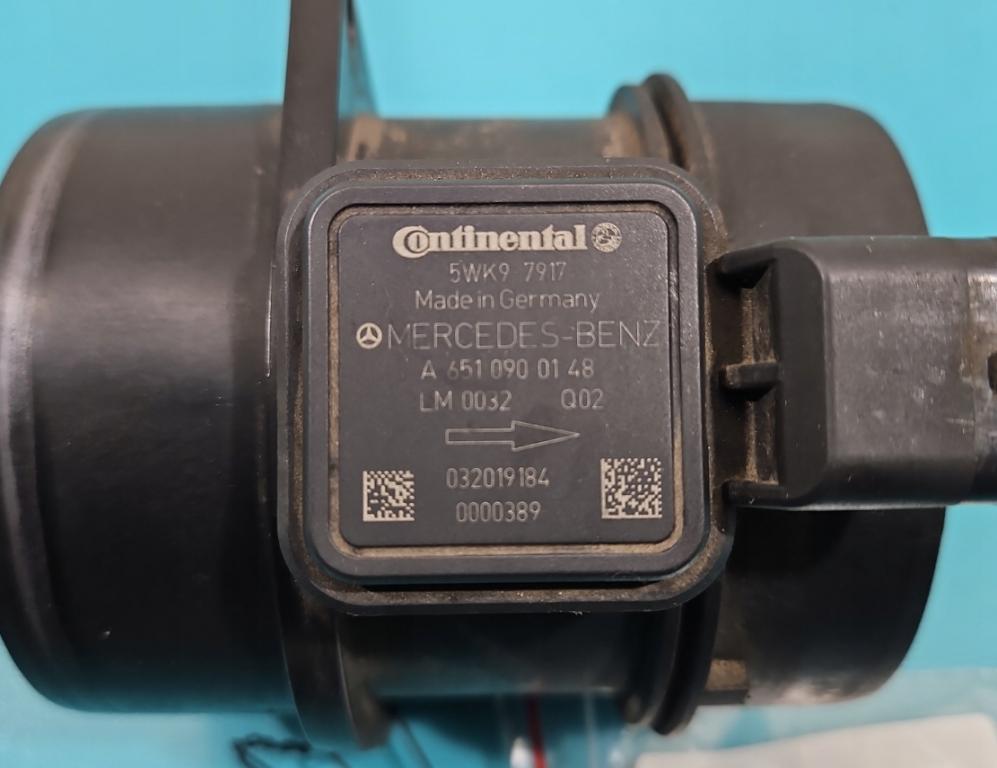 Continental
5WK9 7917
Made in Germany
MERCEDES-BENZ
A 651 090 01 48
LM 0032 Q02
032019184
0000389